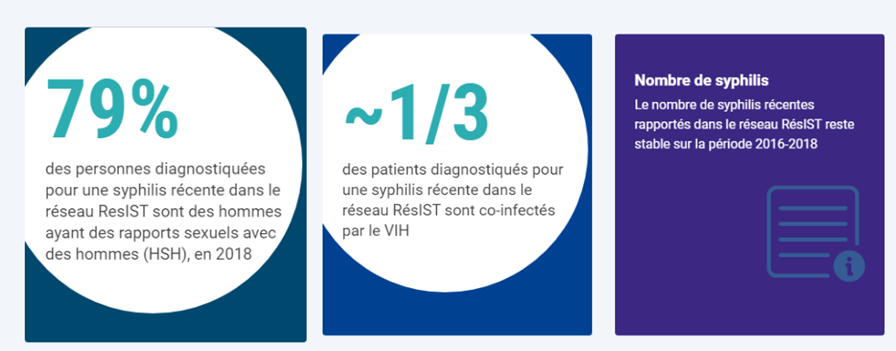 79%
des personnes diagnostiquées
pour une syphilis récente dans le
réseau ResIST sont des hommes
ayant des rapports sexuels avec
des hommes (HSH), en 2018
~1/3
des patients diagnostiqués pour
une syphilis récente dans le
réseau RésIST sont co-infectés
par le VIH
Nombre de syphilis
Le nombre de syphilis récentes
rapportés dans le réseau RésIST reste
stable sur la période 2016-2018